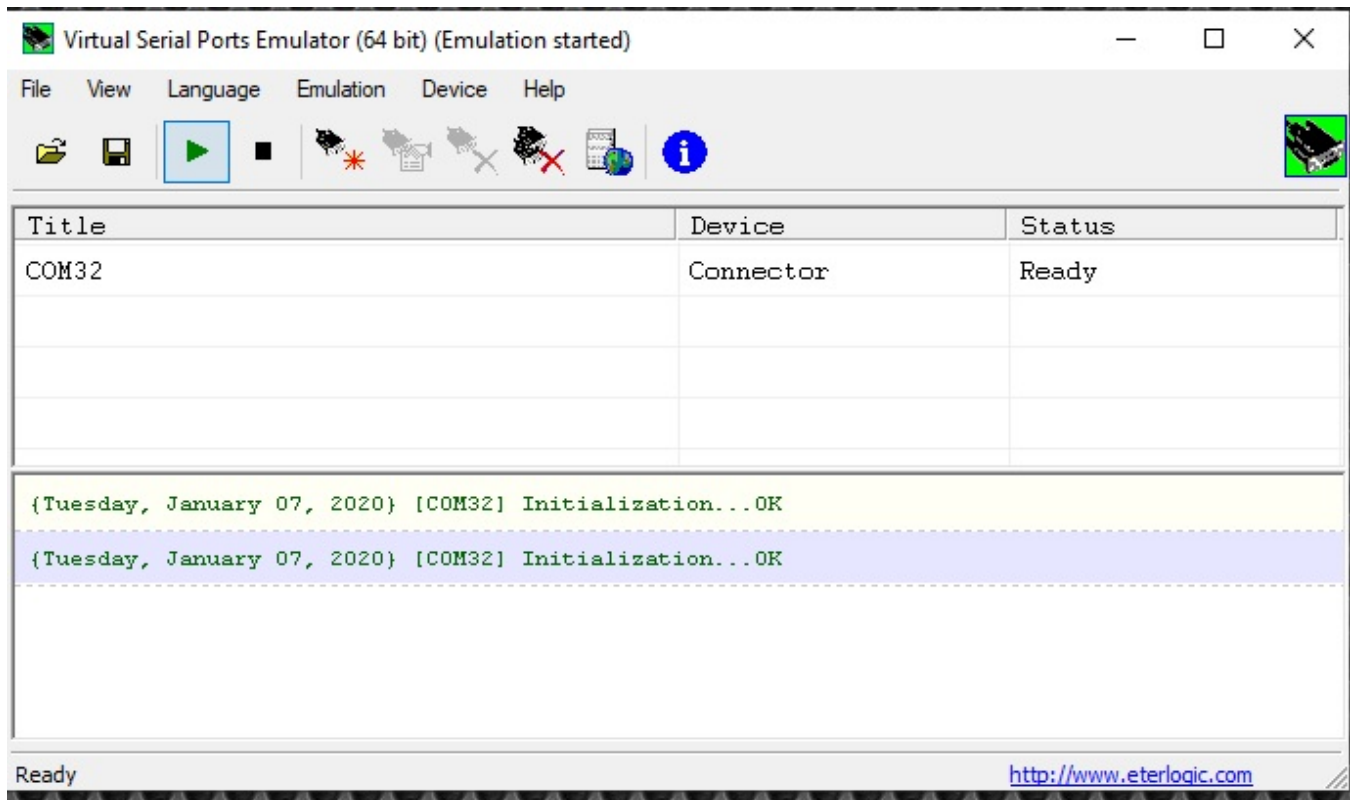 Virtual Serial Ports Emulator (64 bit) (Emulation started)
File View Language Emulation Device Help
Title Device Status
COM32 Connector Ready
{Tuesday, January 07, 2020} [COM32] Initialization...OK
{Tuesday, January 07, 2020} [COM32] Initialization...OK
Ready http://www.eterlogic.com